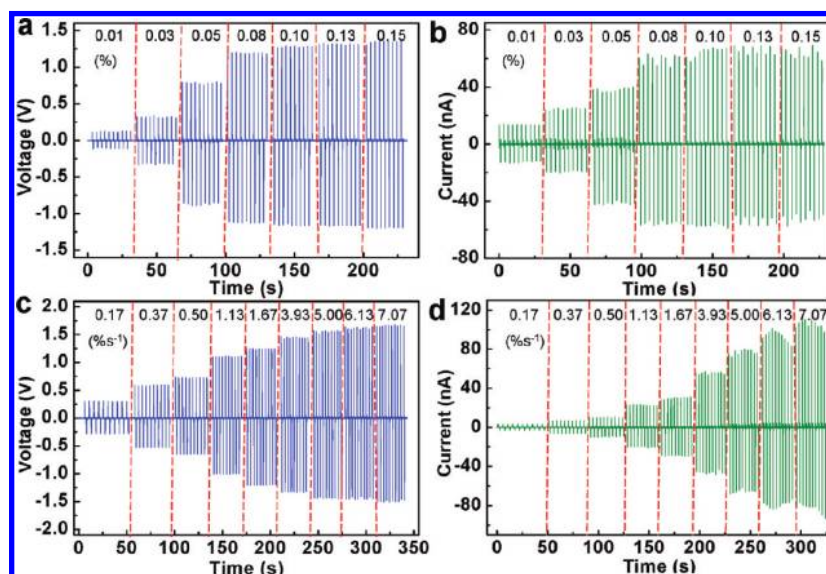 a
0.01 0.03 0.05 0.08 0.10 0.13 0.15
(%)
1.5
1.0
0.5
0.0
-0.5
-1.0
-1.5
Voltage (V)
0 50 100 150 200 250
Time (s)
b
0.01 0.03 0.05 0.08 0.10 0.13 0.15
(%)
80
40
0
-40
-80
Current (nA)
0 50 100 150 200
Time (s)
c
0.17 0.37 0.50 1.13 1.67 3.93 5.00 6.13 7.07
(%s⁻¹)
2.0
1.5
1.0
0.5
0.0
-0.5
-1.0
-1.5
-2.0
Voltage (V)
0 50 100 150 200 250 300 350
Time (s)
d
0.17 0.37 0.50 1.13 1.67 3.93 5.00 6.13 7.07
(%s⁻¹)
120
80
40
0
-40
-80
Current (nA)
0 50 100 150 200 250 300
Time (s)